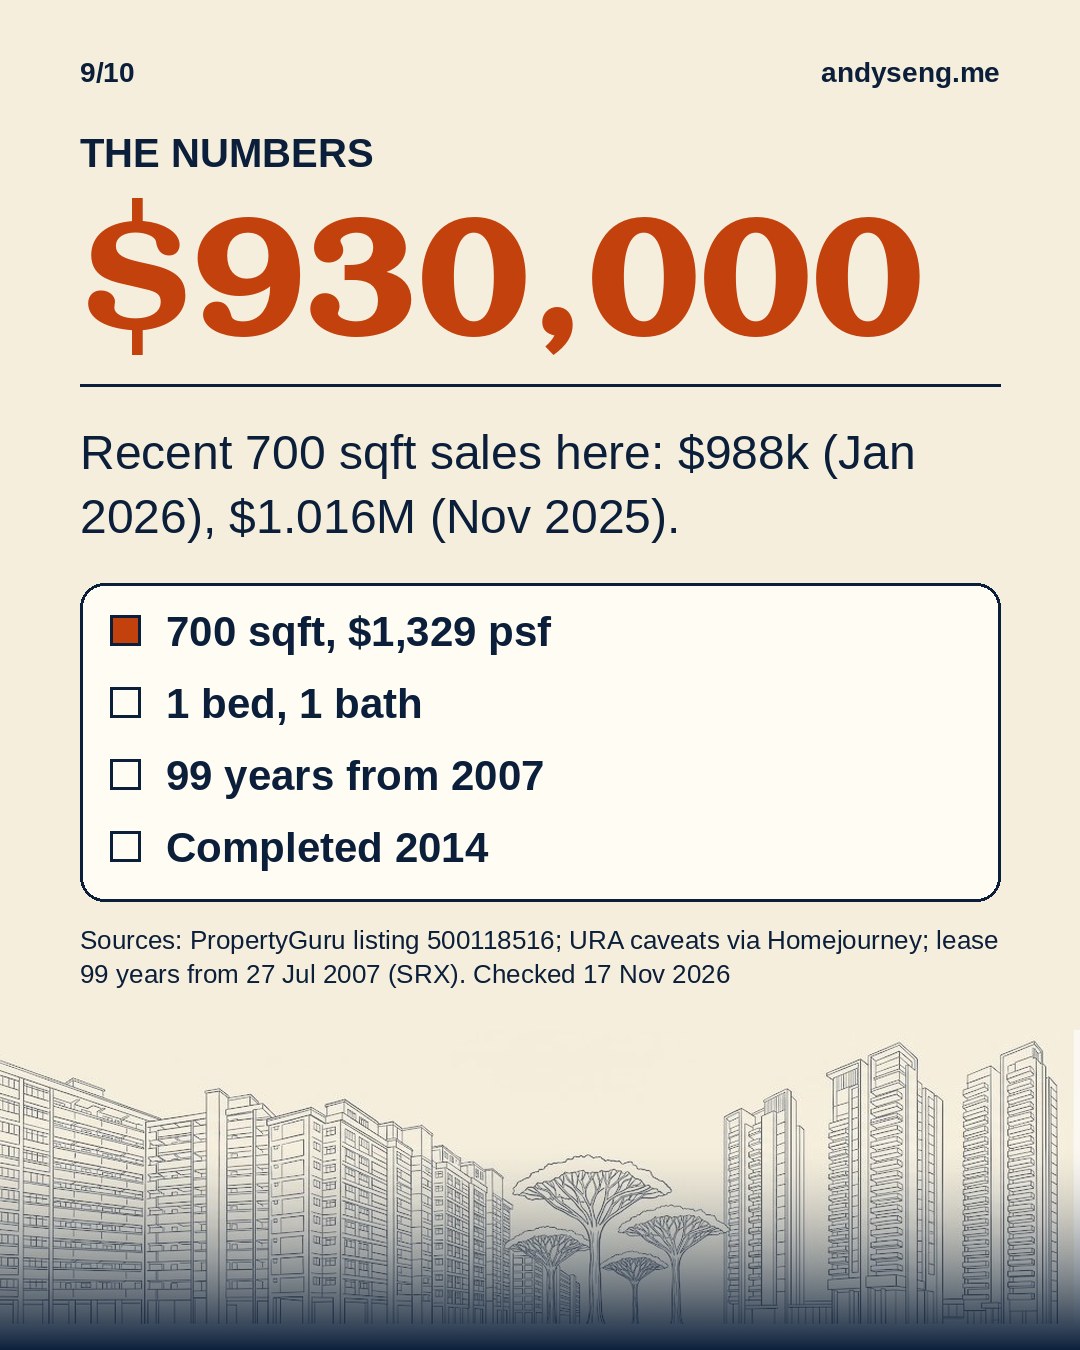 9/10
andyseng.me
THE NUMBERS
$930,000
Recent 700 sqft sales here: $988k (Jan
2026), $1.016M (Nov 2025).
700 sqft, $1,329 psf
1 bed, 1 bath
99 years from 2007
Completed 2014
Sources: PropertyGuru listing 500118516; URA caveats via Homejourney; lease
99 years from 27 Jul 2007 (SRX). Checked 17 Nov 2026